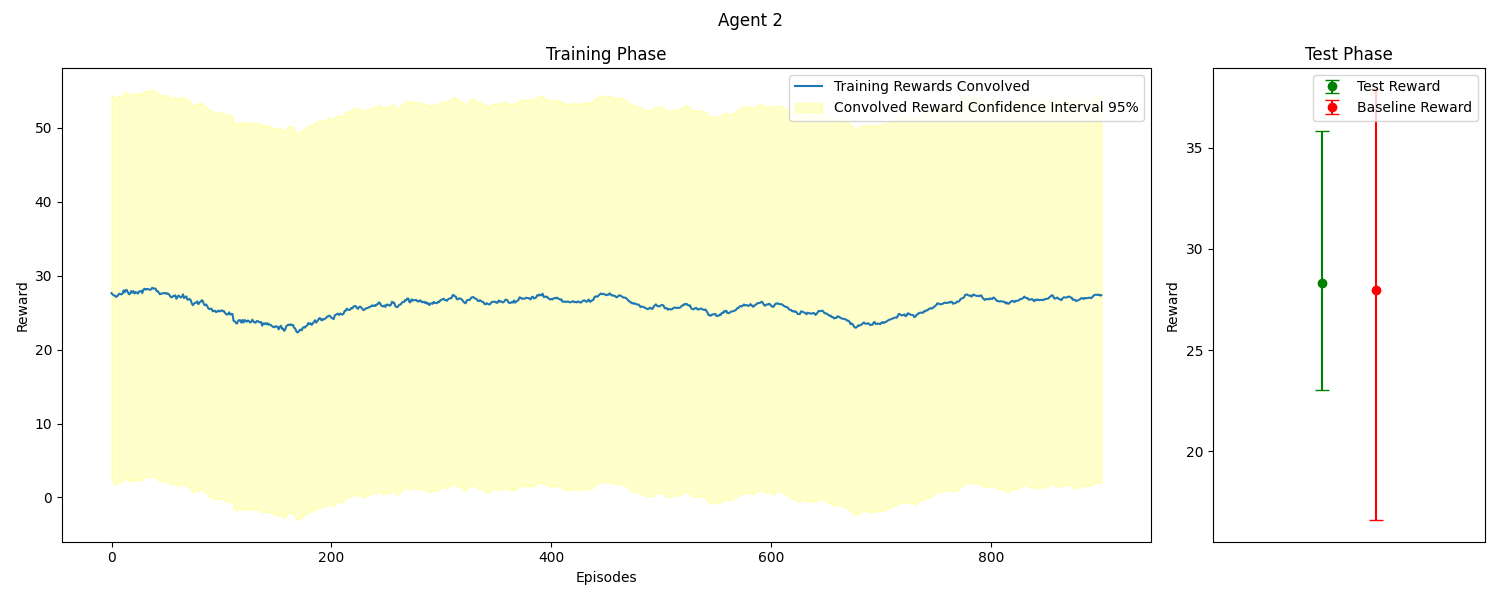 Agent 2
Training Phase
Training Rewards Convolved
Convolved Reward Confidence Interval 95%
Reward
50
40
30
20
10
0
0 200 400 600 800
Episodes
Test Phase
Test Reward
Baseline Reward
Reward
35
30
25
20